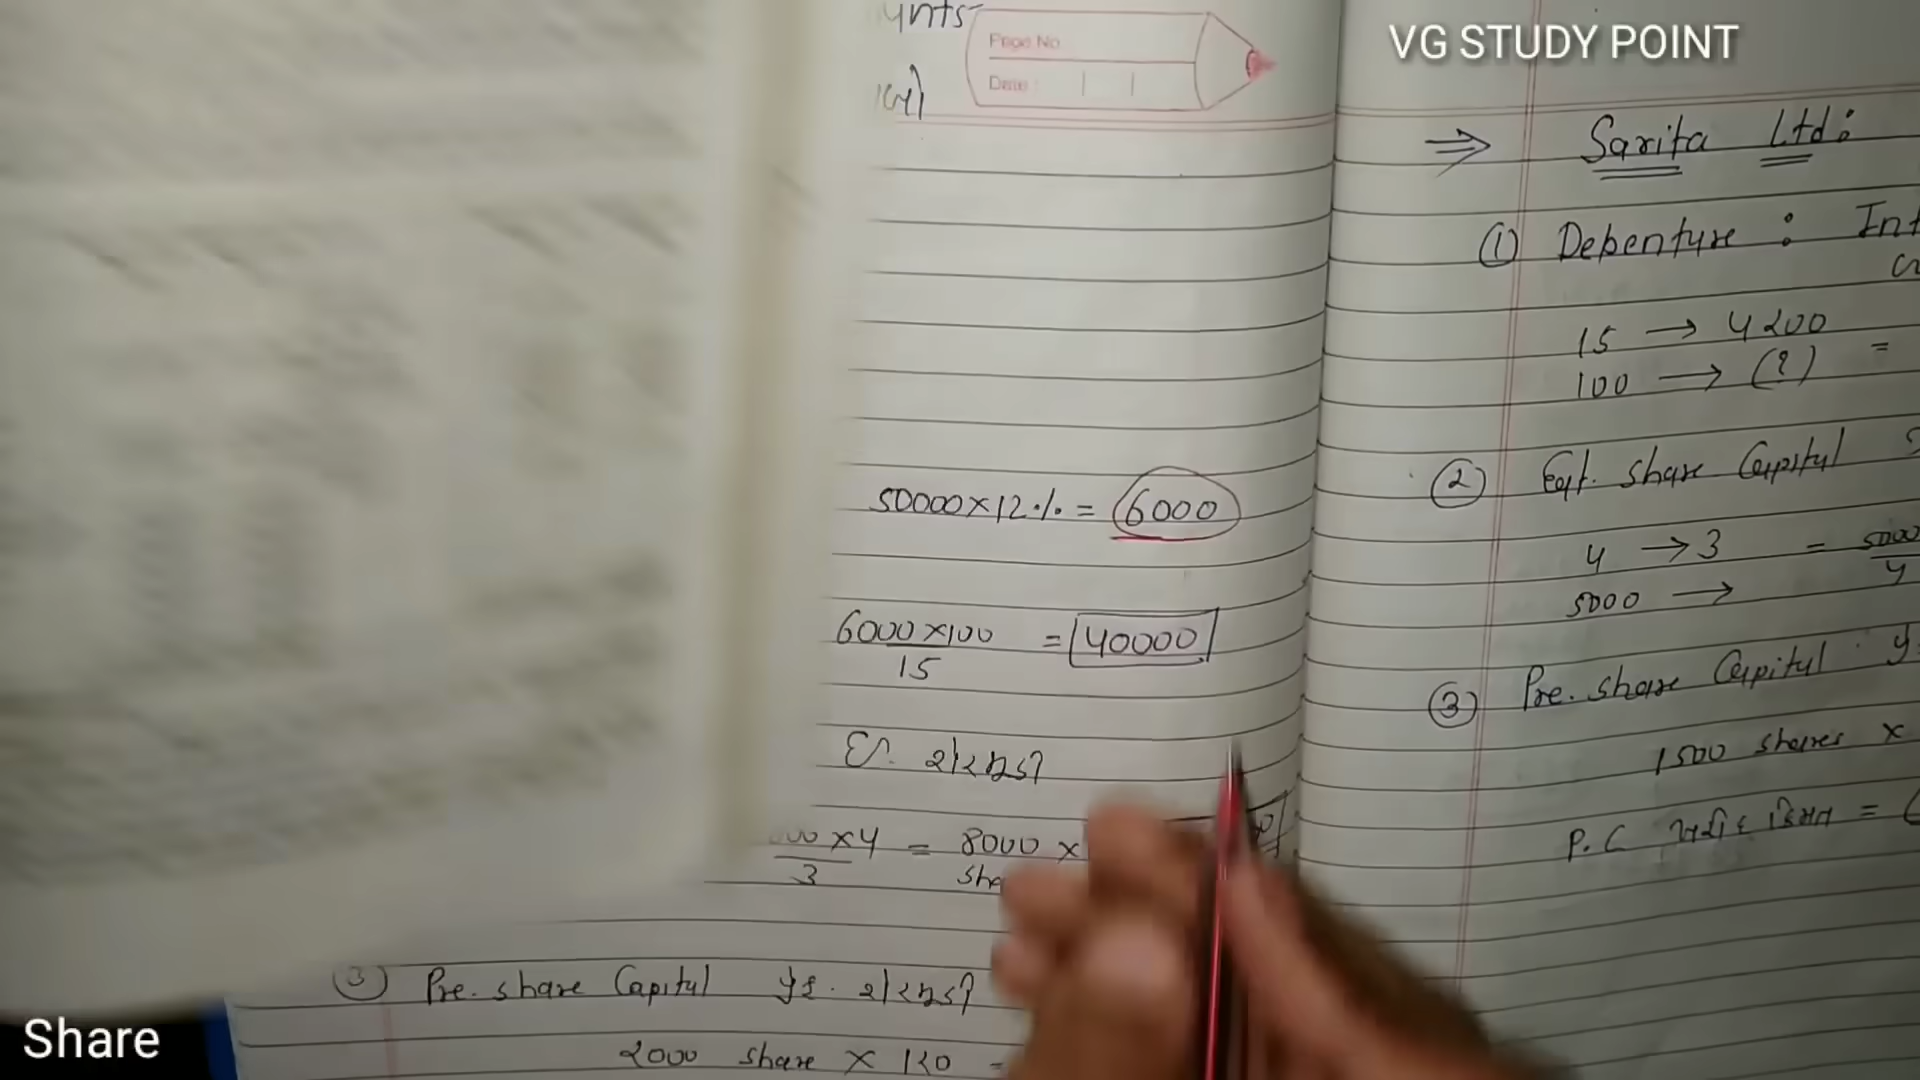 VG STUDY POINT
Page No
Date :
50000 × 12 % = 6000
6000 × 100 = 40000
15
×4 = 8000 ×
3
③ Pre. share Capital
2000 share × 120 =
⇒ Sarita Ltd:
① Debenture : Int
15 → 4200
100 → (?) =
② Eqt. share Capital
4 → 3 = 5000
5000 → 4
③ Pre. share Capital
1500 shares ×
P.C =
Share